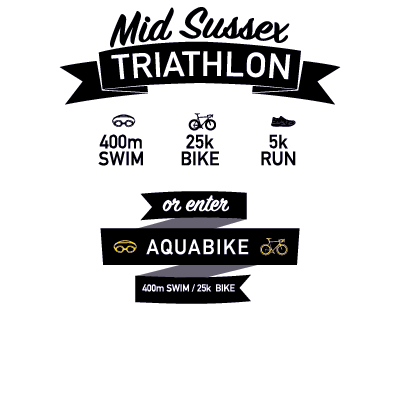 Mid Sussex
TRIATHLON
400m 25k 5k
SWIM BIKE RUN
or enter
AQUABIKE
400m SWIM / 25k BIKE